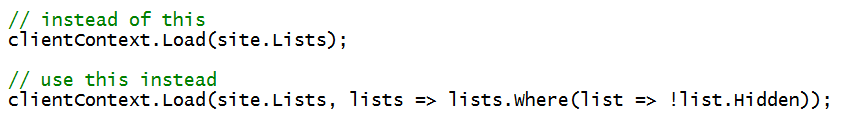 // instead of this
clientContext.Load(site.Lists);
// use this instead
clientContext.Load(site.Lists, lists => lists.Where(list => !list.Hidden));